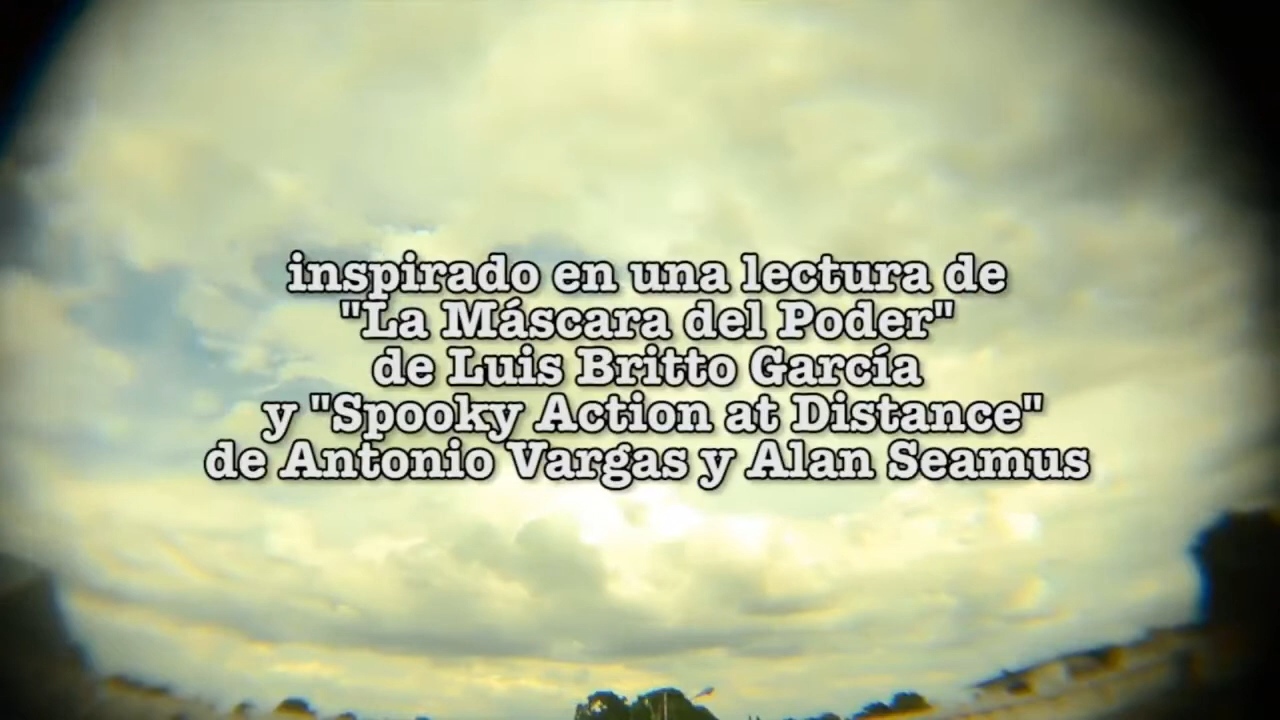 inspirado en una lectura de
"La Máscara del Poder"
de Luis Britto García
y "Spooky Action at Distance"
de Antonio Vargas y Alan Seamus